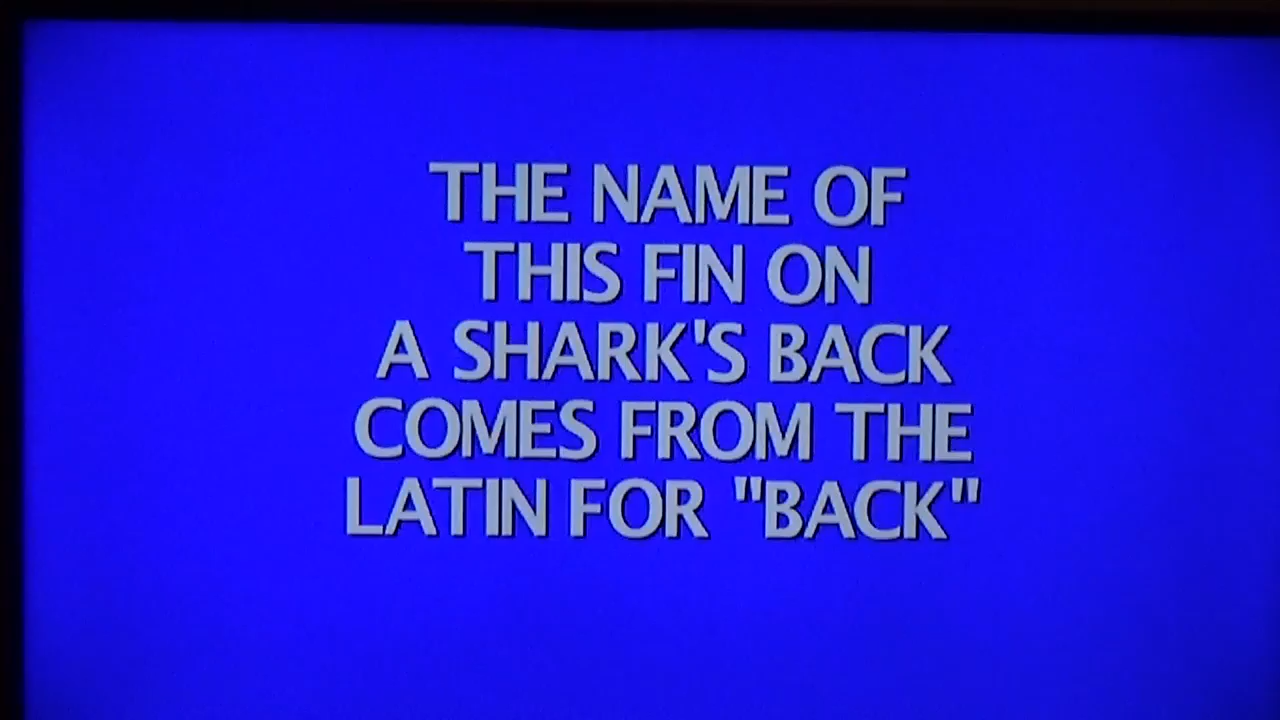 THE NAME OF
THIS FIN ON
A SHARK'S BACK
COMES FROM THE
LATIN FOR "BACK"